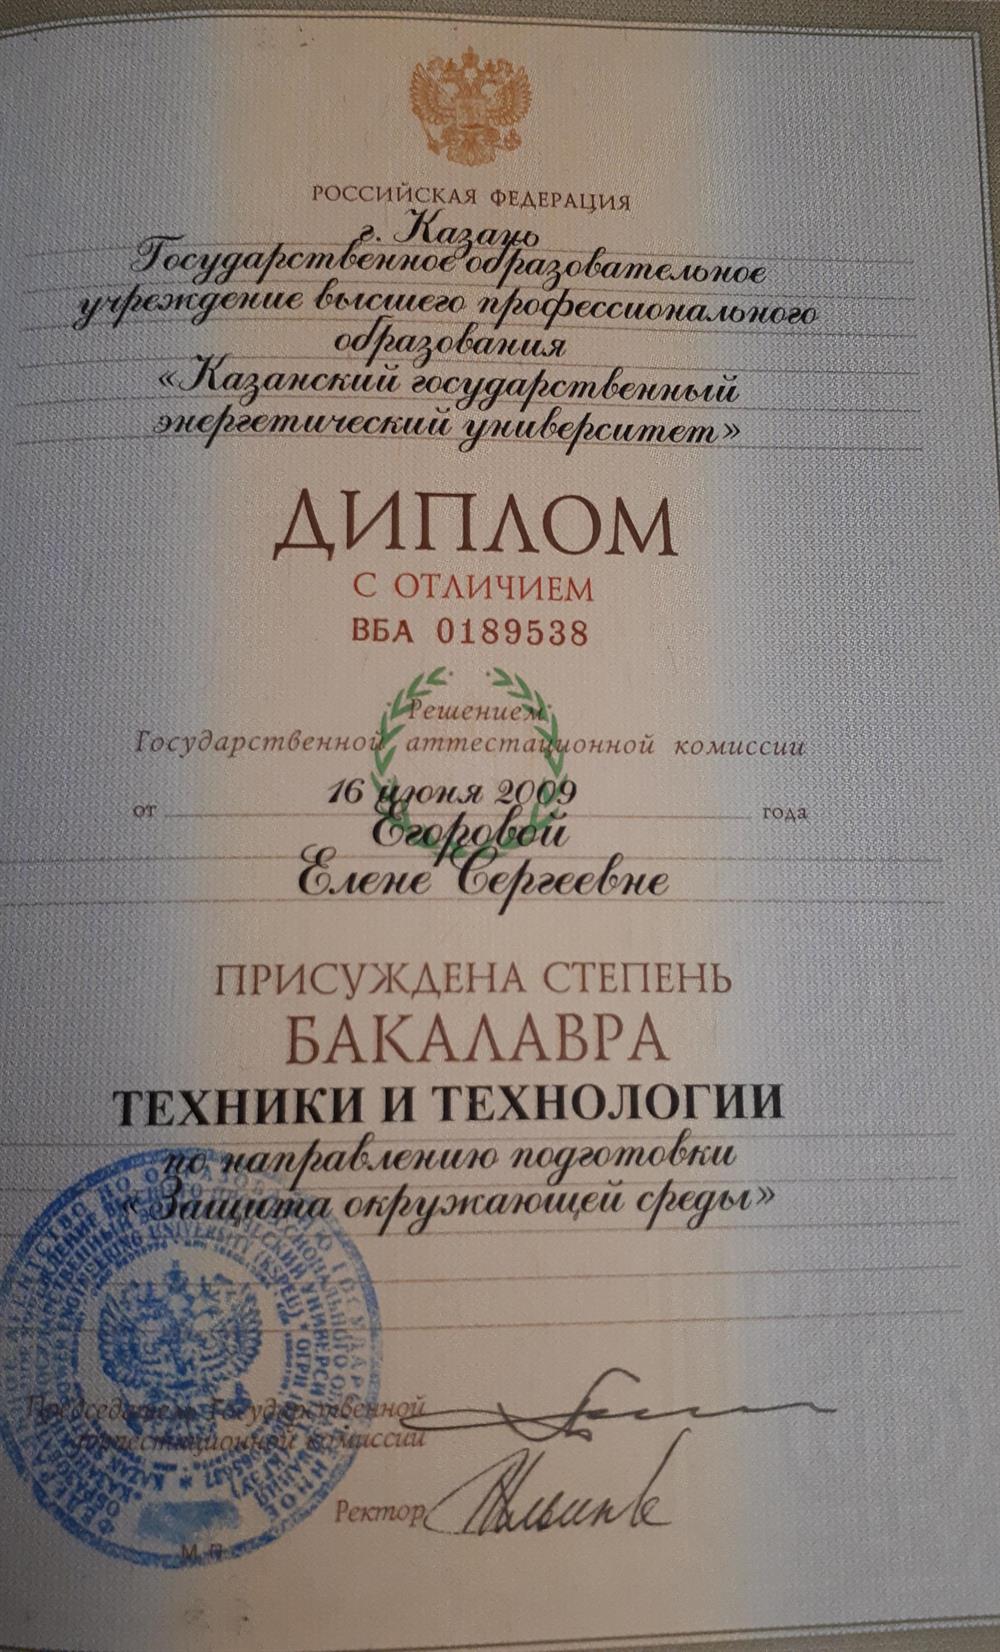 РОССИЙСКАЯ ФЕДЕРАЦИЯ
г. Казань
Государственное образовательное
учреждение высшего профессионального
образования
«Казанский государственный
энергетический университет»
ДИПЛОМ
С ОТЛИЧИЕМ
ВБА 0189538
Решением
Государственной аттестационной комиссии
от 16 июня 2009 года
Егоровой
Елене Сергеевне
ПРИСУЖДЕНА СТЕПЕНЬ
БАКАЛАВРА
ТЕХНИКИ И ТЕХНОЛОГИИ
по направлению подготовки
«Защита окружающей среды»
Председатель Государственной
аттестационной комиссии
Ректор
М.П.